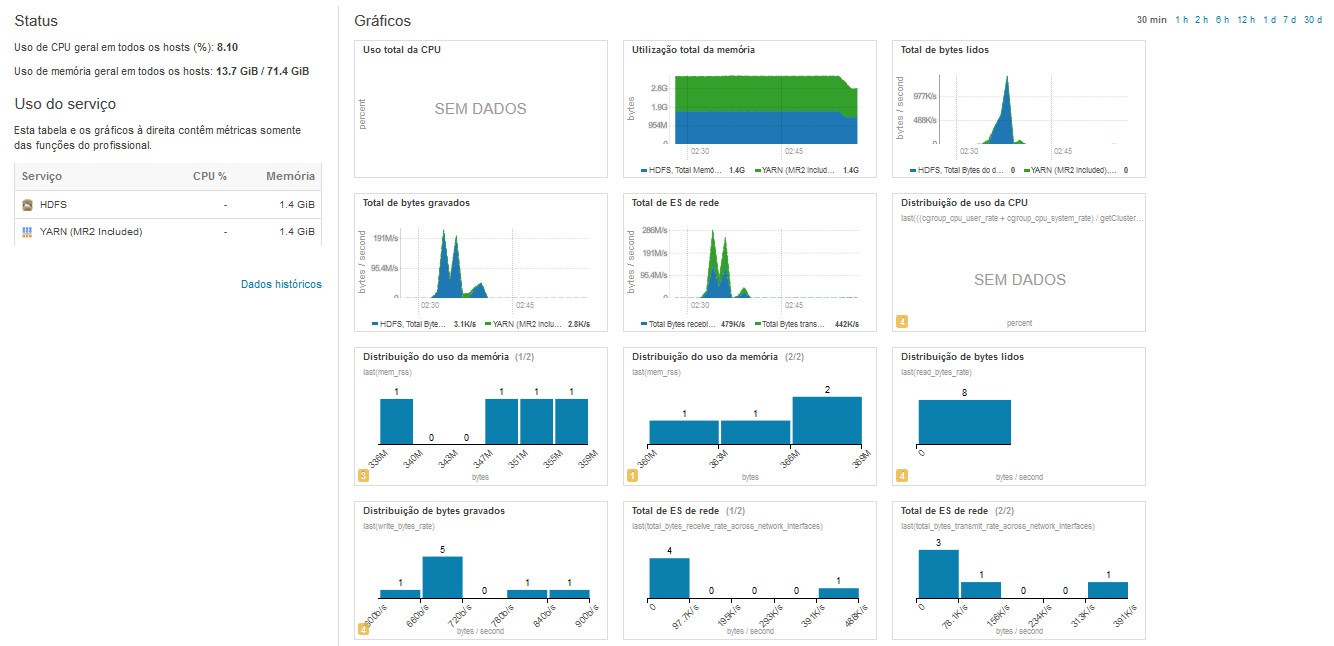 Status
Uso de CPU geral em todos os hosts (%): 8.10
Uso de memória geral em todos os hosts: 13.7 GiB / 71.4 GiB
Uso do serviço
Esta tabela e os gráficos à direita contêm métricas somente
das funções do profissional.
Serviço CPU % Memória
HDFS - 1.4 GiB
YARN (MR2 Included) - 1.4 GiB
Dados históricos
Gráficos
30 min 1 h 2 h 6 h 12 h 1 d 7 d 30 d
Uso total da CPU
percent
SEM DADOS
Utilização total da memória
bytes
2.8G
1.9G
954M
0
02:30 02:45
HDFS, Total Memó... 1.4G YARN (MR2 Includ... 1.4G
Total de bytes lidos
bytes / second
977K/s
488K/s
0
02:30 02:45
HDFS, Total Bytes do d... 0 YARN (MR2 Included),... 0
Total de bytes gravados
bytes / second
191M/s
95.4M/s
0
02:30 02:45
HDFS, Total Byte... 3.1K/s YARN (MR2 Inclu... 2.8K/s
Total de ES de rede
bytes / second
286M/s
191M/s
95.4M/s
0
02:30 02:45
Total Bytes recebi... 479K/s Total Bytes trans... 442K/s
Distribuição de uso da CPU
last(((cgroup_cpu_user_rate + cgroup_cpu_system_rate) / getCluster...
SEM DADOS
4
percent
Distribuição do uso da memória (1/2)
last(mem_rss)
1 0 0 1 1 1
336M 340M 343M 347M 351M 355M 359M
3
bytes
Distribuição do uso da memória (2/2)
last(mem_rss)
1 1 2
360M 363M 366M 369M
1
bytes
Distribuição de bytes lidos
last(read_bytes_rate)
8
0
4
bytes / second
Distribuição de bytes gravados
last(write_bytes_rate)
1 5 0 1 1
600b/s 660b/s 720b/s 780b/s 840b/s 900b/s
4
bytes / second
Total de ES de rede (1/2)
last(total_bytes_receive_rate_across_network_interfaces)
4 0 0 0 1
0 97.7K/s 195K/s 293K/s 391K/s 488K/s
bytes / second
Total de ES de rede (2/2)
last(total_bytes_transmit_rate_across_network_interfaces)
3 1 0 0 1
0 78.1K/s 156K/s 234K/s 313K/s 391K/s
bytes / second